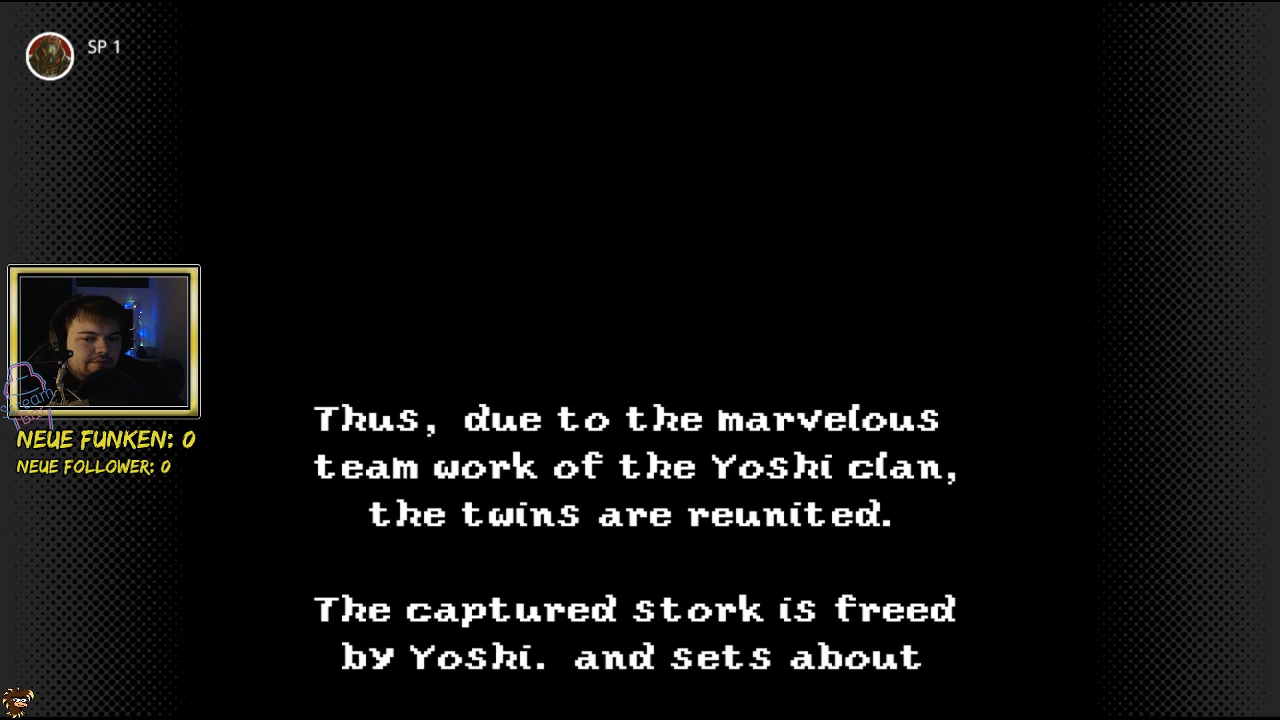 SP 1
Thus, due to the marvelous
team work of the Yoshi clan,
the twins are reunited.
The captured stork is freed
by Yoshi. and sets about
Stream
NEUE FUNKEN: 0
NEUE FOLLOWER: 0